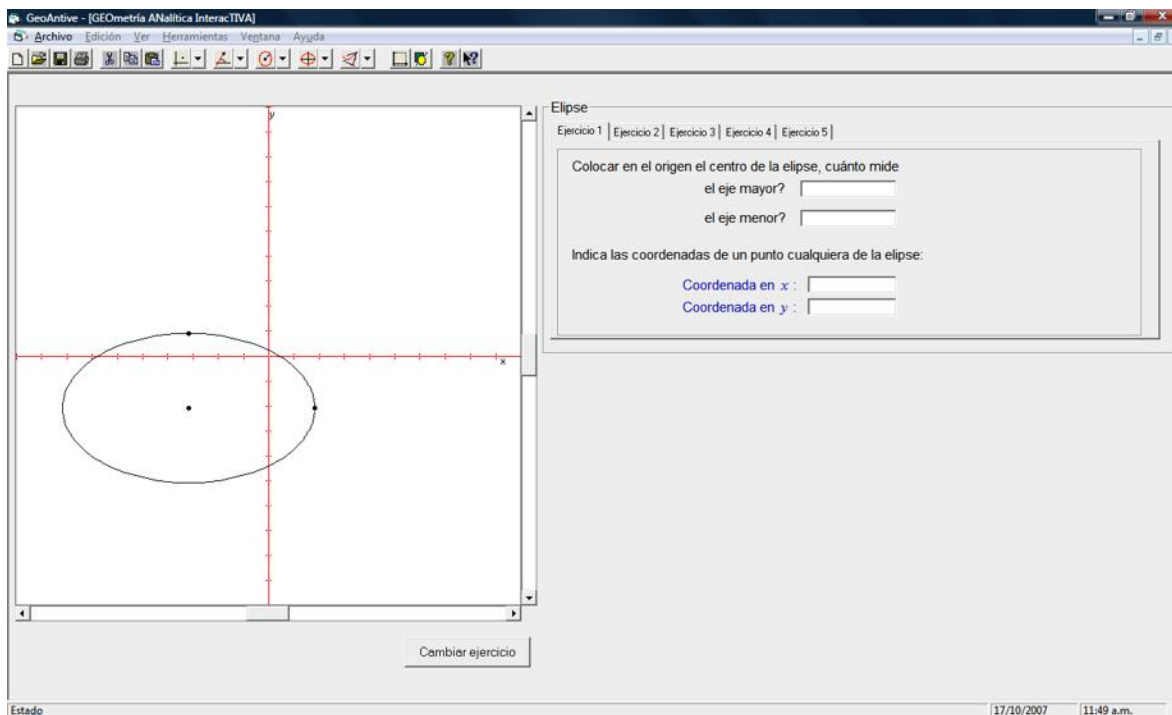 GeoAntive - [GEOmetría ANalítica InteracTIVA]
Archivo Edición Ver Herramientas Ventana Ayuda
y
x
Elipse
Ejercicio 1 Ejercicio 2 Ejercicio 3 Ejercicio 4 Ejercicio 5
Colocar en el origen el centro de la elipse, cuánto mide
el eje mayor?
el eje menor?
Indica las coordenadas de un punto cualquiera de la elipse:
Coordenada en x :
Coordenada en y :
Cambiar ejercicio
Estado 17/10/2007 11:49 a.m.